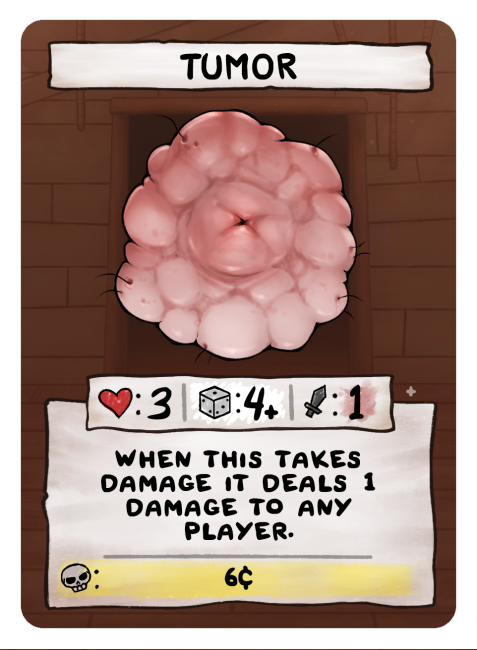 TUMOR
:3 :4+ :1
WHEN THIS TAKES
DAMAGE IT DEALS 1
DAMAGE TO ANY
PLAYER.
: 6¢